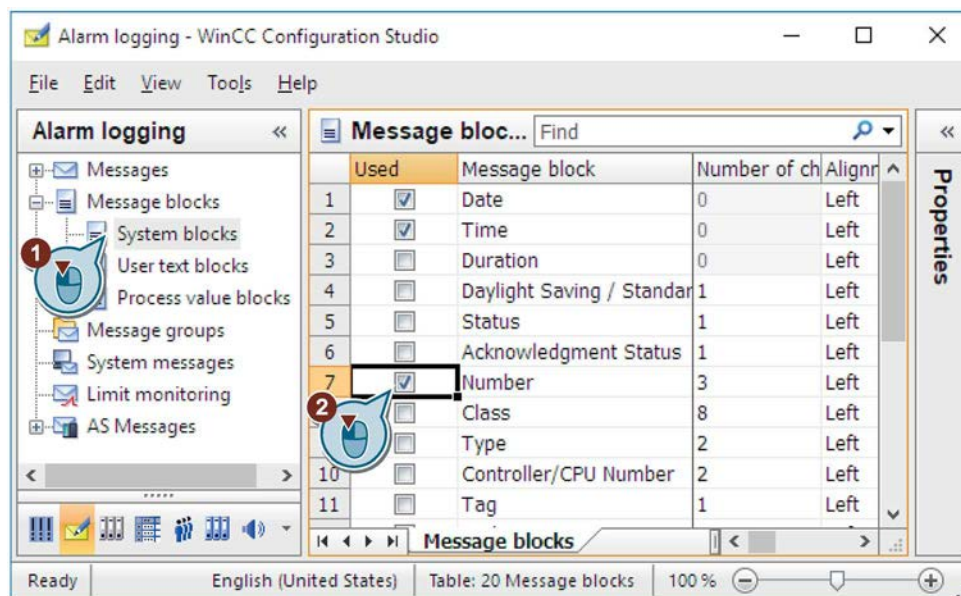 Alarm logging - WinCC Configuration Studio
File Edit View Tools Help
Alarm logging «
Messages
Message blocks
System blocks
User text blocks
Process value blocks
Message groups
System messages
Limit monitoring
AS Messages
1
Message bloc... Find
Used Message block Number of ch Alignr
1 Date 0 Left
2 Time 0 Left
3 Duration 0 Left
4 Daylight Saving / Standar 1 Left
5 Status 1 Left
6 Acknowledgment Status 1 Left
7 Number 3 Left
2
Class 8 Left
Type 2 Left
10 Controller/CPU Number 2 Left
11 Tag 1 Left
Message blocks
«
Properties
Ready English (United States) Table: 20 Message blocks 100 %